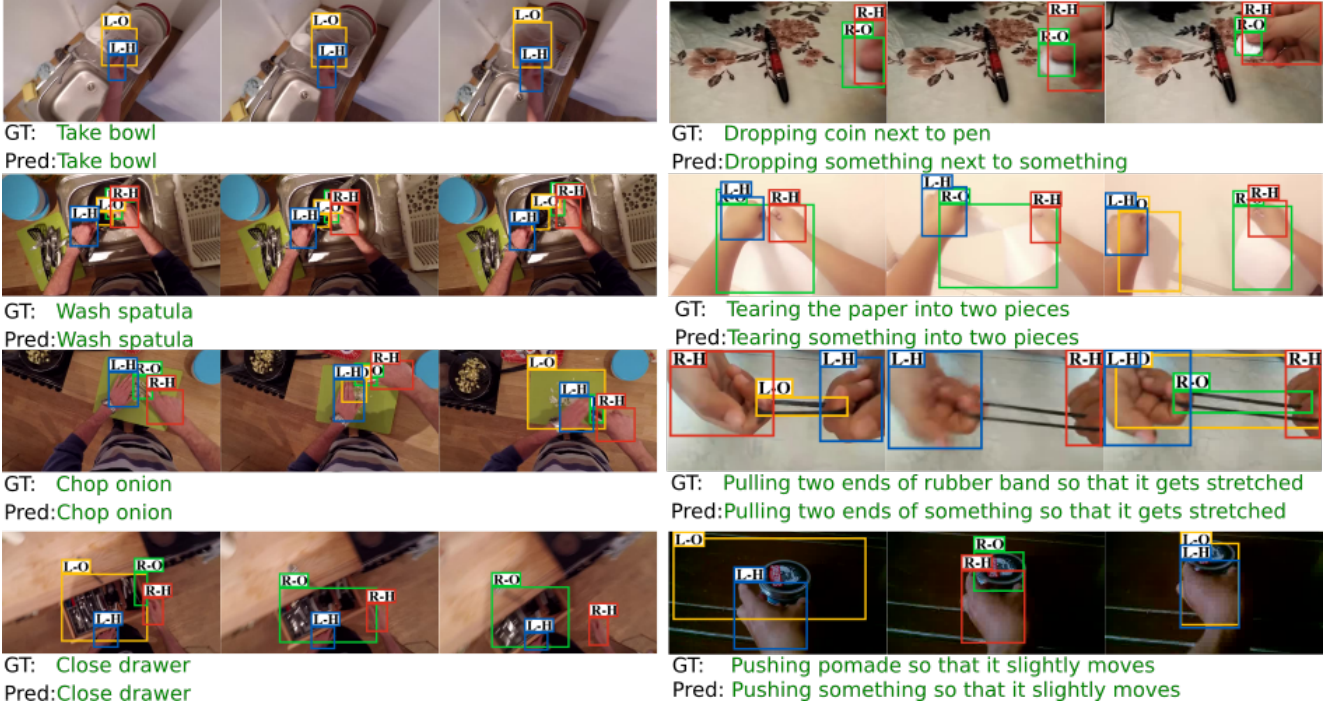 L-O L-O L-O
L-H L-H L-H
GT: Take bowl
Pred:Take bowl
R-H R-H R-H
R-O R-O R-O
GT: Dropping coin next to pen
Pred:Dropping something next to something
R-H R-H R-H
L-O
L-H L-H L-H
GT: Wash spatula
Pred:Wash spatula
L-H L-H L-H
R-O R-H R-H R-H
GT: Tearing the paper into two pieces
Pred:Tearing something into two pieces
L-H R-O R-H L-H R-H L-O L-H R-H
GT: Chop onion
Pred:Chop onion
R-H L-H L-H R-H L-H R-H
L-O R-O
GT: Pulling two ends of rubber band so that it gets stretched
Pred:Pulling two ends of something so that it gets stretched
L-O R-O R-O R-O
R-H R-H R-H
L-H L-H L-H
GT: Close drawer
Pred:Close drawer
L-O R-O L-O
L-H R-H L-H
GT: Pushing pomade so that it slightly moves
Pred: Pushing something so that it slightly moves